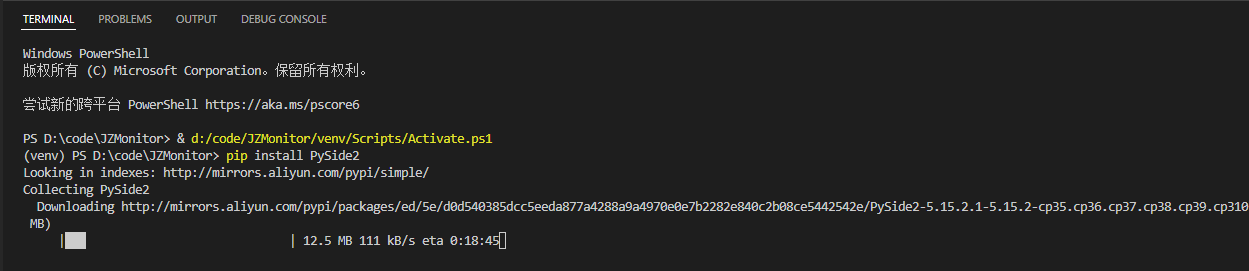 TERMINAL PROBLEMS OUTPUT DEBUG CONSOLE
Windows PowerShell
版权所有 (C) Microsoft Corporation。保留所有权利。
尝试新的跨平台 PowerShell https://aka.ms/pscore6
PS D:\code\JZMonitor> & d:/code/JZMonitor/venv/Scripts/Activate.ps1
(venv) PS D:\code\JZMonitor> pip install PySide2
Looking in indexes: http://mirrors.aliyun.com/pypi/simple/
Collecting PySide2
Downloading http://mirrors.aliyun.com/pypi/packages/ed/5e/d0d540385dcc5eeda877a4288a9a4970e0e7b2282e840c2b08ce5442542e/PySide2-5.15.2.1-5.15.2-cp35.cp36.cp37.cp38.cp39.cp310
MB)
| | 12.5 MB 111 kB/s eta 0:18:45